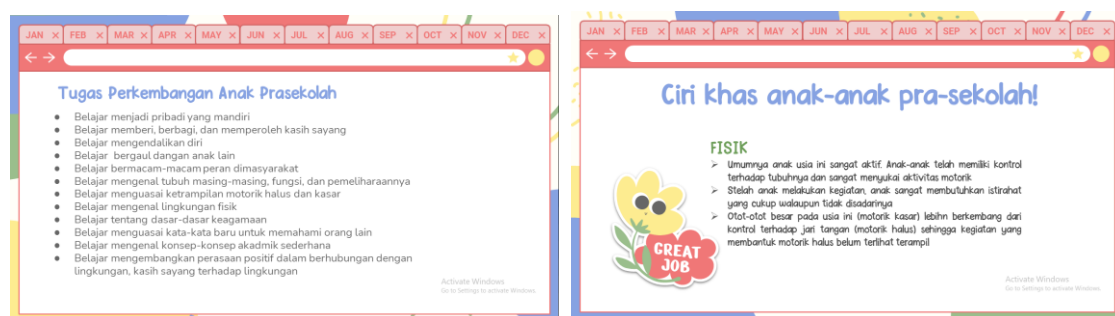 JAN × FEB × MAR × APR × MAY × JUN × JUL × AUG × SEP × OCT × NOV × DEC ×
Tugas Perkembangan Anak Prasekolah
● Belajar menjadi pribadi yang mandiri
● Belajar memberi, berbagi, dan memperoleh kasih sayang
● Belajar mengendalikan diri
● Belajar bergaul dangan anak lain
● Belajar bermacam-macam peran dimasyarakat
● Belajar mengenal tubuh masing-masing, fungsi, dan pemeliharaannya
● Belajar menguasai ketrampilan motorik halus dan kasar
● Belajar mengenal lingkungan fisik
● Belajar tentang dasar-dasar keagamaan
● Belajar menguasai kata-kata baru untuk memahami orang lain
● Belajar mengenal konsep-konsep akadmik sederhana
● Belajar mengembangkan perasaan positif dalam berhubungan dengan
lingkungan, kasih sayang terhadap lingkungan
Activate Windows
Go to Settings to activate Windows.
JAN × FEB × MAR × APR × MAY × JUN × JUL × AUG × SEP × OCT × NOV × DEC ×
Ciri khas anak-anak pra-sekolah!
FISIK
➤ Umumnya anak usia ini sangat aktif. Anak-anak telah memiliki kontrol
terhadap tubuhnya dan sangat menyukai aktivitas motorik
➤ Stelah anak melakukan kegiatan, anak sangat membutuhkan istirahat
yang cukup walaupun tidak disadarinya
➤ Otot-otot besar pada usia ini (motorik kasar) lebihn berkembang dari
kontrol terhadap jari tangan (motorik halus) sehingga kegiatan yang
membantuk motorik halus belum terlihat terampil
GREAT
JOB
Activate Windows
Go to Settings to activate Windows.